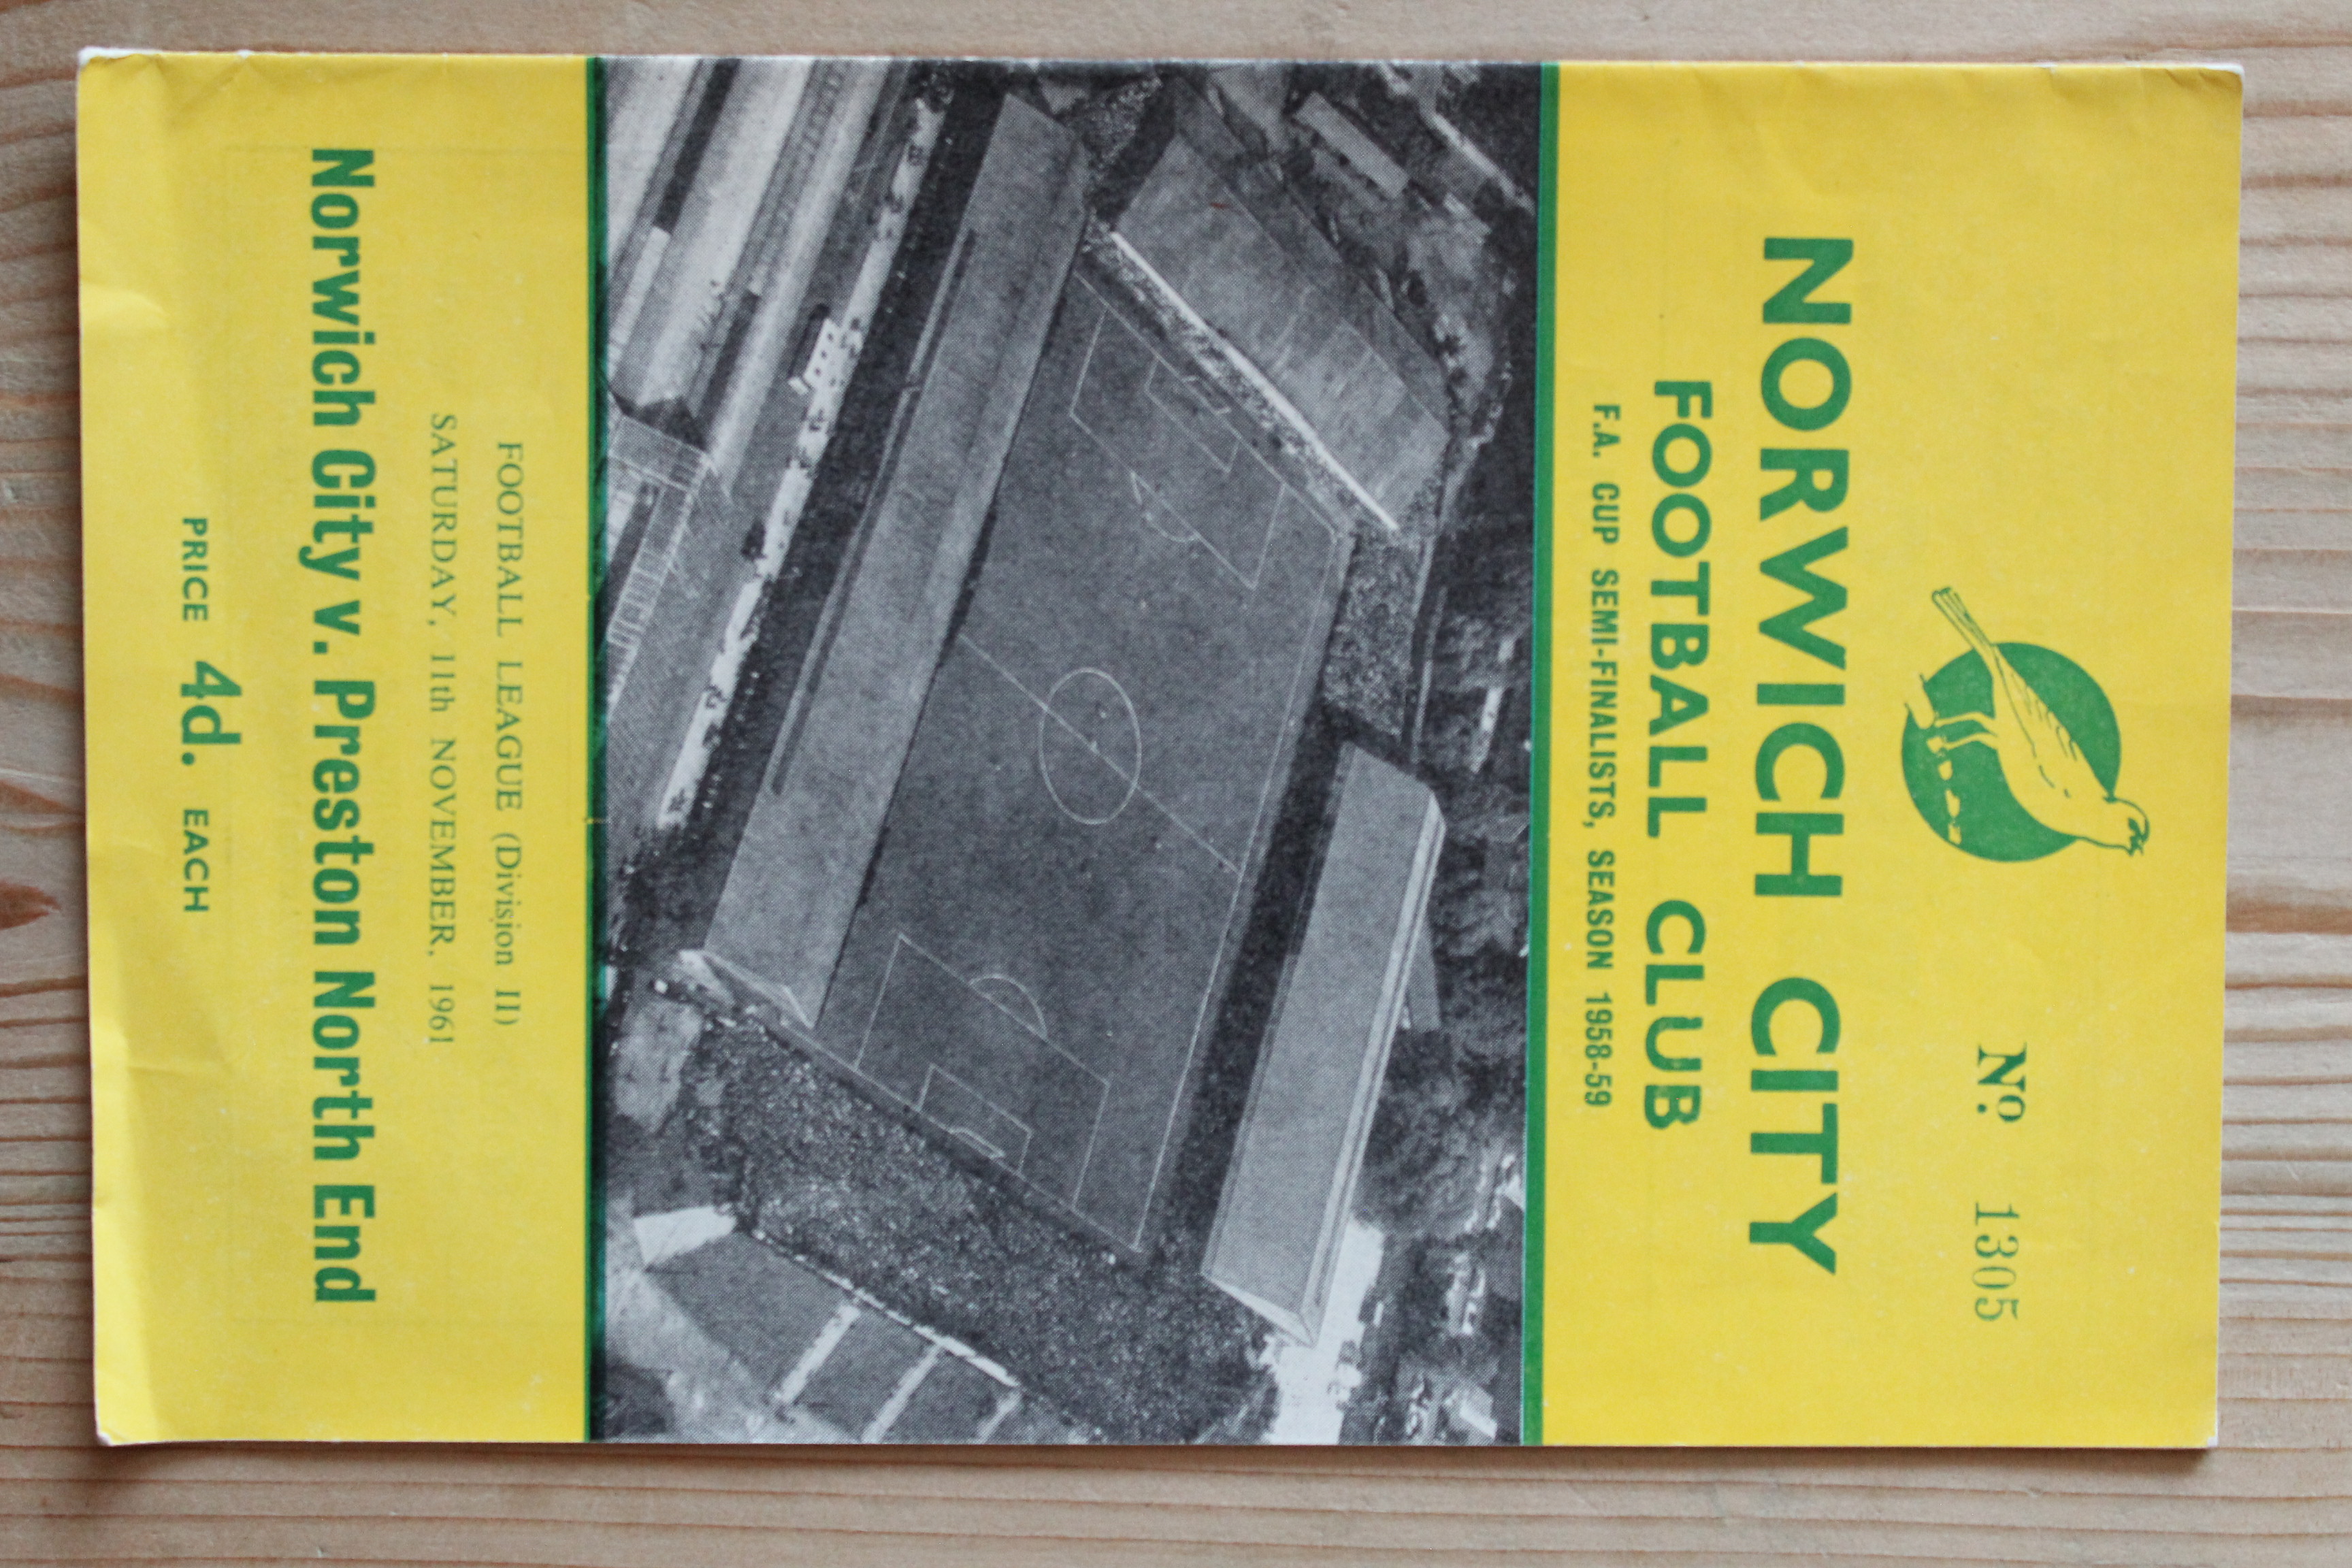 Nº 1305
NORWICH CITY
FOOTBALL CLUB
F.A. CUP SEMI-FINALISTS, SEASON 1958-59
FOOTBALL LEAGUE (Division II)
SATURDAY, 11th NOVEMBER, 1961
Norwich City v. Preston North End
PRICE 4d. EACH